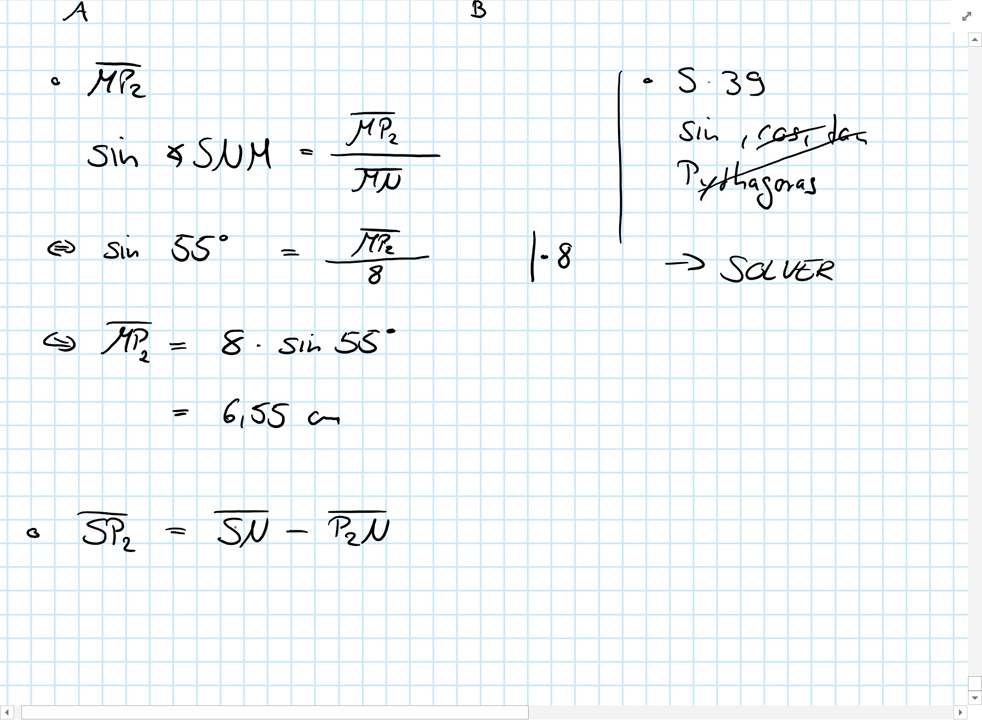 A B
• MP₂
sin ∢ SNM = MP₂ / MN
⇔ sin 55° = MP₂ / 8 |· 8
⇔ MP₂ = 8 · sin 55°
= 6,55 cm
• SP₂ = SN − P₂N
• S. 39
sin, cos, tan
Pythagoras
→ SOLVER